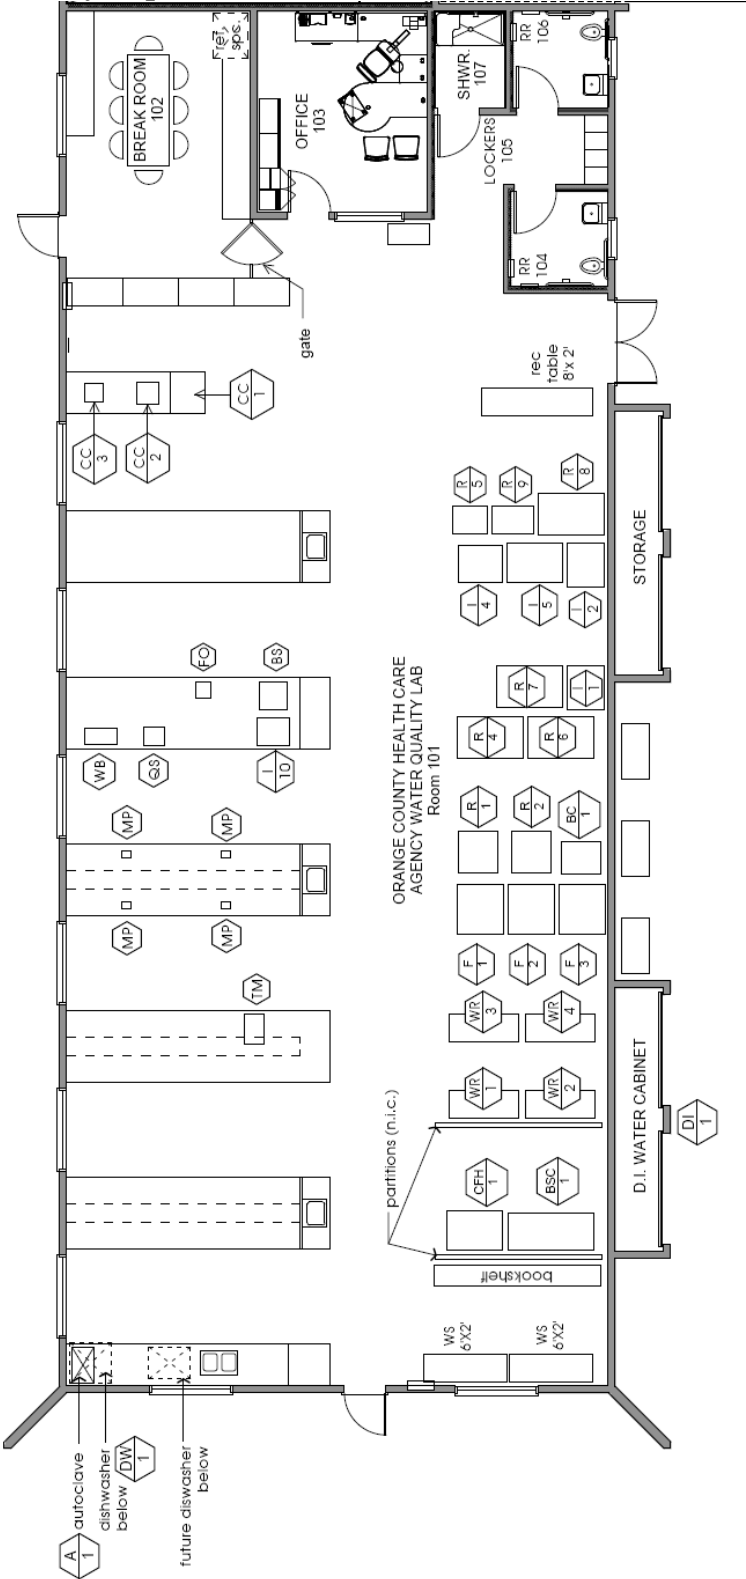 BREAK ROOM
102
ref.
sps.
OFFICE
103
SHWR.
107
RR
106
LOCKERS
105
RR
104
gate
rec
table
8'x 2'
CC
1
CC
2
CC
3
R
5
R
9
R
8
I
4
I
5
I
2
STORAGE
FO
BS
WB
QS
I
10
R
7
I
1
R
4
R
6
ORANGE COUNTY HEALTH CARE
AGENCY WATER QUALITY LAB
Room 101
MP
MP
MP
MP
R
1
R
2
BC
1
F
1
F
2
F
3
TM
WR
3
WR
4
WR
1
WR
2
D.I. WATER CABINET
DI
1
partitions (n.i.c.)
CFH
1
BSC
1
bookshelf
WS
6'X2'
WS
6'X2'
A
1
autoclave
dishwasher
below
DW
1
future diswasher
below